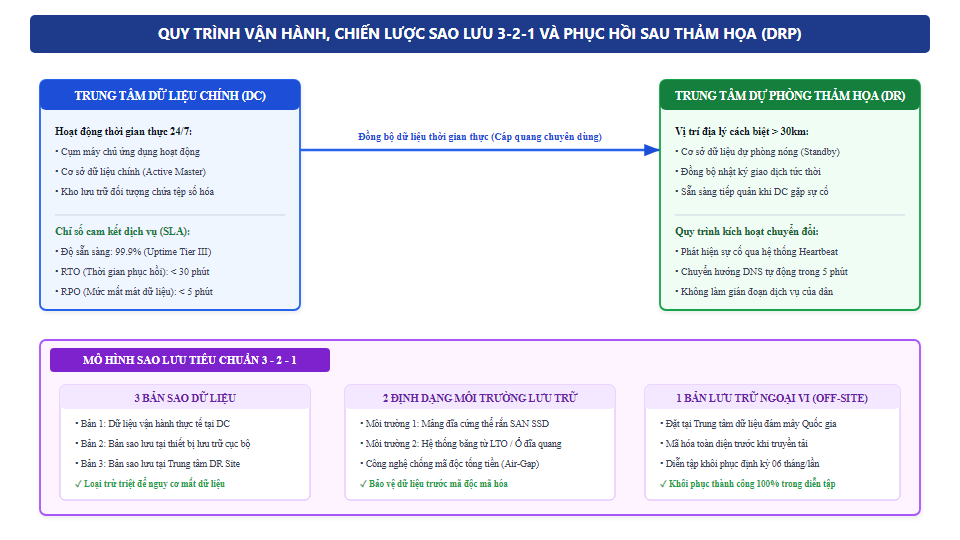 QUY TRÌNH VẬN HÀNH, CHIẾN LƯỢC SAO LƯU 3-2-1 VÀ PHỤC HỒI SAU THẢM HỌA (DRP)
TRUNG TÂM DỮ LIỆU CHÍNH (DC)
Hoạt động thời gian thực 24/7:
• Cụm máy chủ ứng dụng hoạt động
• Cơ sở dữ liệu chính (Active Master)
• Kho lưu trữ đối tượng chứa tệp số hóa
Chỉ số cam kết dịch vụ (SLA):
• Độ sẵn sàng: 99.9% (Uptime Tier III)
• RTO (Thời gian phục hồi): < 30 phút
• RPO (Mức mất mát dữ liệu): < 5 phút
Đồng bộ dữ liệu thời gian thực (Cáp quang chuyên dùng)
TRUNG TÂM DỰ PHÒNG THẢM HỌA (DR)
Vị trí địa lý cách biệt > 30km:
• Cơ sở dữ liệu dự phòng nóng (Standby)
• Đồng bộ nhật ký giao dịch tức thời
• Sẵn sàng tiếp quản khi DC gặp sự cố
Quy trình kích hoạt chuyển đổi:
• Phát hiện sự cố qua hệ thống Heartbeat
• Chuyển hướng DNS tự động trong 5 phút
• Không làm gián đoạn dịch vụ của dân
MÔ HÌNH SAO LƯU TIÊU CHUẨN 3 - 2 - 1
3 BẢN SAO DỮ LIỆU
• Bản 1: Dữ liệu vận hành thực tế tại DC
• Bản 2: Bản sao lưu tại thiết bị lưu trữ cục bộ
• Bản 3: Bản sao lưu tại Trung tâm DR Site
✓ Loại trừ triệt để nguy cơ mất dữ liệu
2 ĐỊNH DẠNG MÔI TRƯỜNG LƯU TRỮ
• Môi trường 1: Mảng đĩa cứng thể rắn SAN SSD
• Môi trường 2: Hệ thống băng từ LTO / Ổ đĩa quang
• Công nghệ chống mã độc tống tiền (Air-Gap)
✓ Bảo vệ dữ liệu trước mã độc mã hóa
1 BẢN LƯU TRỮ NGOẠI VI (OFF-SITE)
• Đặt tại Trung tâm dữ liệu đám mây Quốc gia
• Mã hóa toàn diện trước khi truyền tải
• Diễn tập khôi phục định kỳ 06 tháng/lần
✓ Khôi phục thành công 100% trong diễn tập